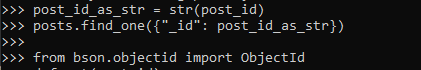 >>> post_id_as_str = str(post_id)
>>> posts.find_one({"_id": post_id_as_str})
>>>
>>> from bson.objectid import ObjectId